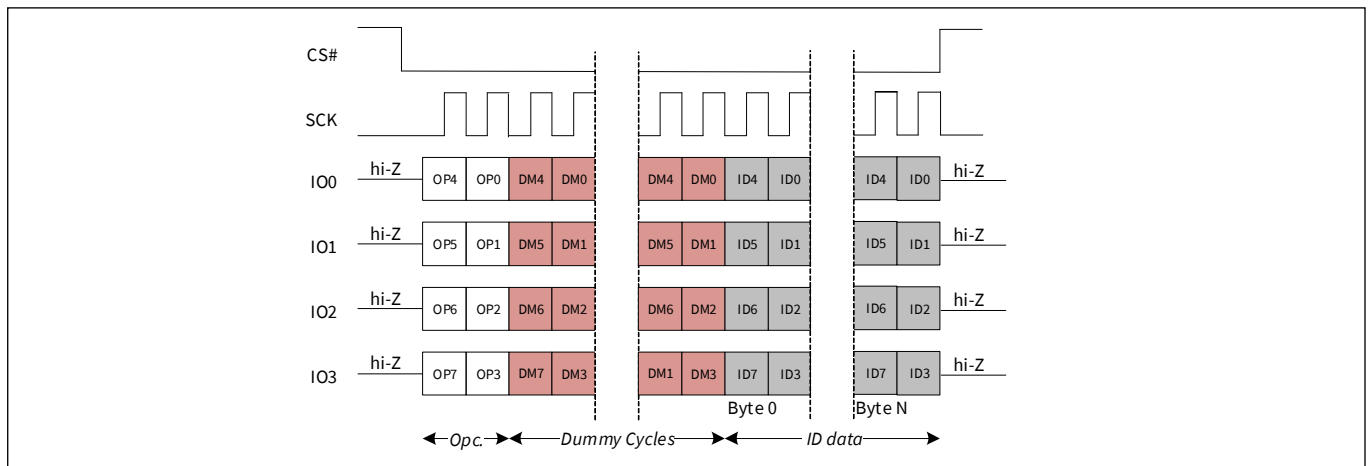 CS#
SCK
IO0 hi-Z OP4 OP0 DM4 DM0 DM4 DM0 ID4 ID0 ID4 ID0 hi-Z
IO1 hi-Z OP5 OP1 DM5 DM1 DM5 DM1 ID5 ID1 ID5 ID1 hi-Z
IO2 hi-Z OP6 OP2 DM6 DM2 DM6 DM2 ID6 ID2 ID6 ID2 hi-Z
IO3 hi-Z OP7 OP3 DM7 DM3 DM1 DM3 ID7 ID3 ID7 ID3 hi-Z
Byte 0 Byte N
Opc. Dummy Cycles ID data